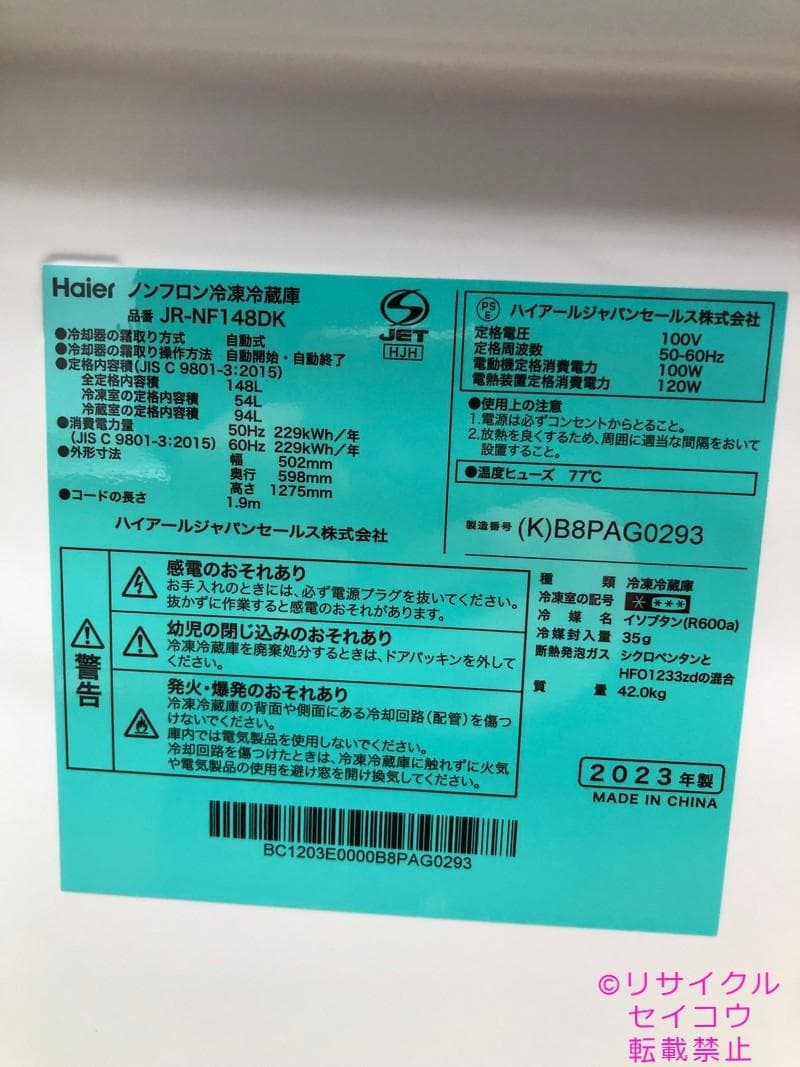 Haier ノンフロン冷凍冷蔵庫
品番 JR-NF148DK
●冷却器の霜取り方式 自動式
●冷却器の霜取り操作方法 自動開始・自動終了
●定格内容積(JIS C 9801-3:2015)
全定格内容積 148L
冷凍室の定格内容積 54L
冷蔵室の定格内容積 94L
●消費電力量 50Hz 229kWh/年
(JIS C 9801-3:2015) 60Hz 229kWh/年
●外形寸法 幅 502mm
奥行 598mm
高さ 1275mm
●コードの長さ 1.9m
ハイアールジャパンセールス株式会社
JET
HJH
PSE ハイアールジャパンセールス株式会社
定格電圧 100V
定格周波数 50-60Hz
電動機定格消費電力 100W
電熱装置定格消費電力 120W
●使用上の注意
1.電源は必ずコンセントからとること。
2.放熱を良くするため、周囲に適当な間隔をおいて
設置すること。
●温度ヒューズ 77℃
製造番号 (K)B8PAG0293
警告
感電のおそれあり
お手入れのときには、必ず電源プラグを抜いてください。
抜かずに作業すると感電のおそれがあります。
幼児の閉じ込めのおそれあり
冷凍冷蔵庫を廃棄処分するときは、ドアパッキンを外して
ください。
発火・爆発のおそれあり
冷凍冷蔵庫の背面や側面にある冷却回路(配管)を傷つ
けないでください。
庫内では電気製品を使用しないでください。
冷却回路を傷つけたときは、冷凍冷蔵庫に触れずに火気
や電気製品の使用を避け窓を開け換気してください。
種類 冷凍冷蔵庫
冷凍室の記号 * ***
冷媒名 イソブタン(R600a)
冷媒封入量 35g
断熱発泡ガス シクロペンタンと
HFO1233zdの混合
質量 42.0kg
2023年製
MADE IN CHINA
BC1203E0000B8PAG0293
©リサイクル
セイコウ
転載禁止